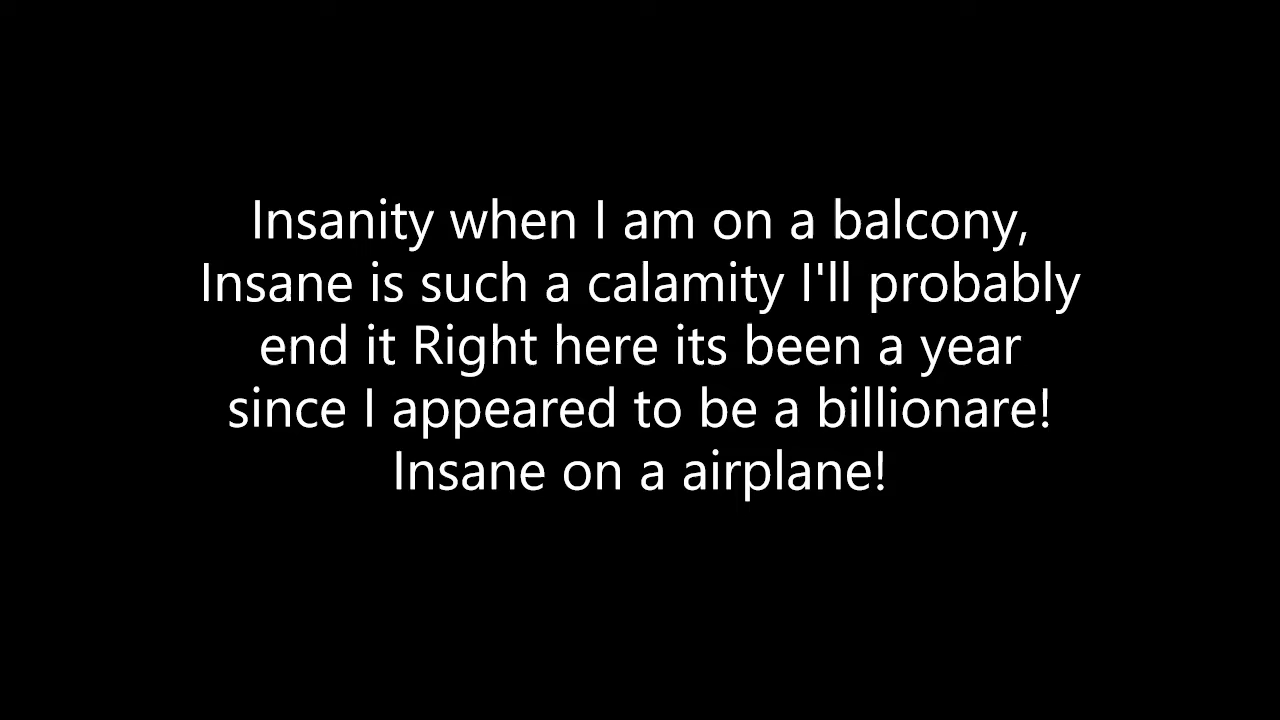 Insanity when I am on a balcony,
Insane is such a calamity I'll probably
end it Right here its been a year
since I appeared to be a billionare!
Insane on a airplane!